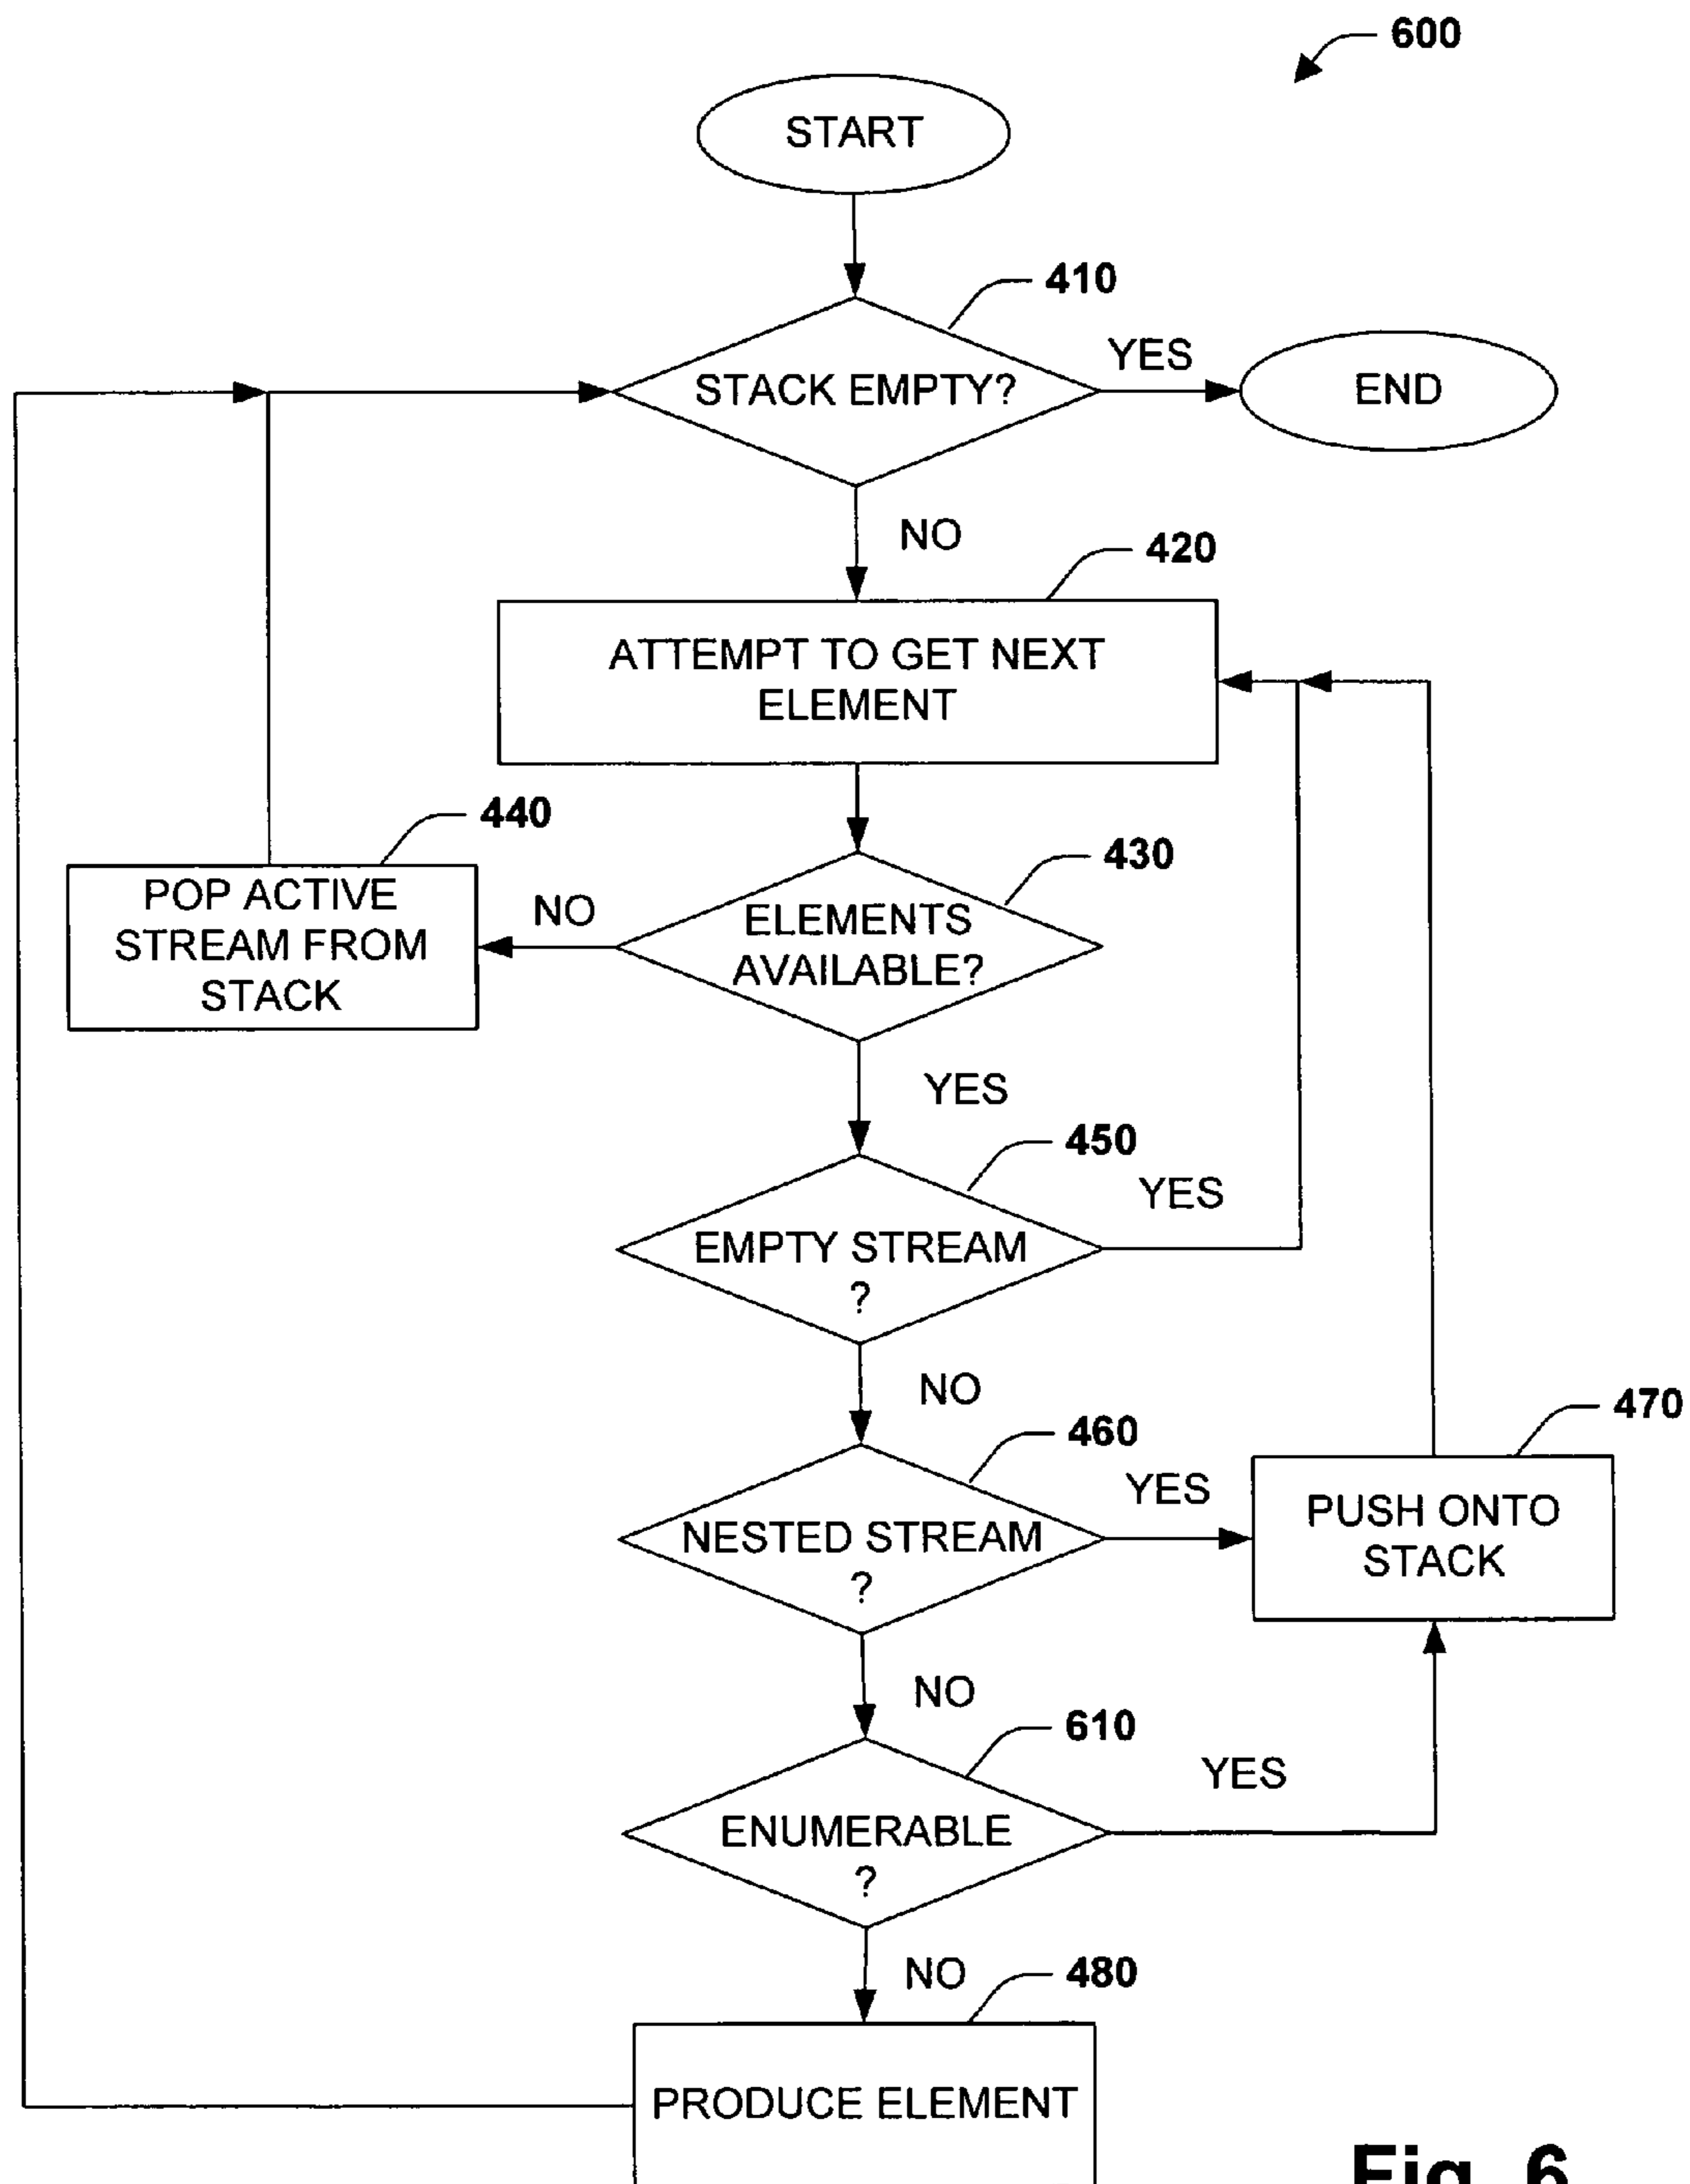 600
START
410
STACK EMPTY?
YES
END
NO
420
ATTEMPT TO GET NEXT
ELEMENT
440
POP ACTIVE
STREAM FROM
STACK
NO
430
ELEMENTS
AVAILABLE?
YES
450
EMPTY STREAM
?
YES
NO
460
NESTED STREAM
?
YES
470
PUSH ONTO
STACK
NO
610
ENUMERABLE
?
YES
NO
480
PRODUCE ELEMENT
Fig. 6